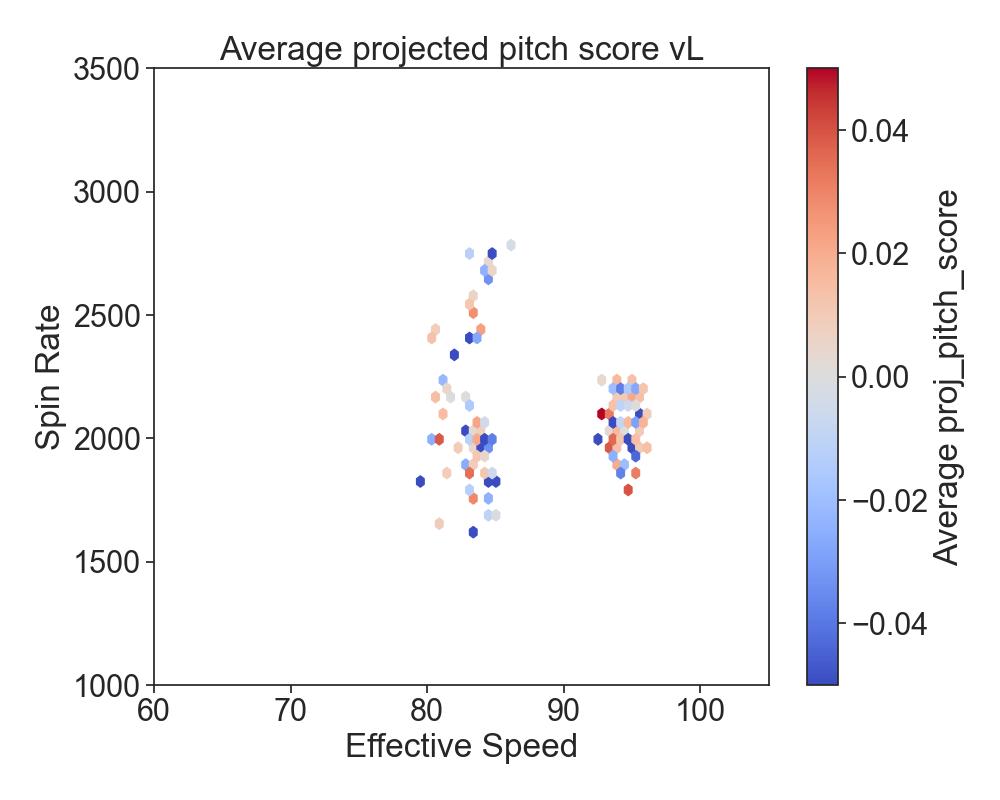 Average projected pitch score vL
3500
3000
2500
2000
1500
1000
Spin Rate
60 70 80 90 100
Effective Speed
0.04
0.02
0.00
−0.02
−0.04
Average proj_pitch_score